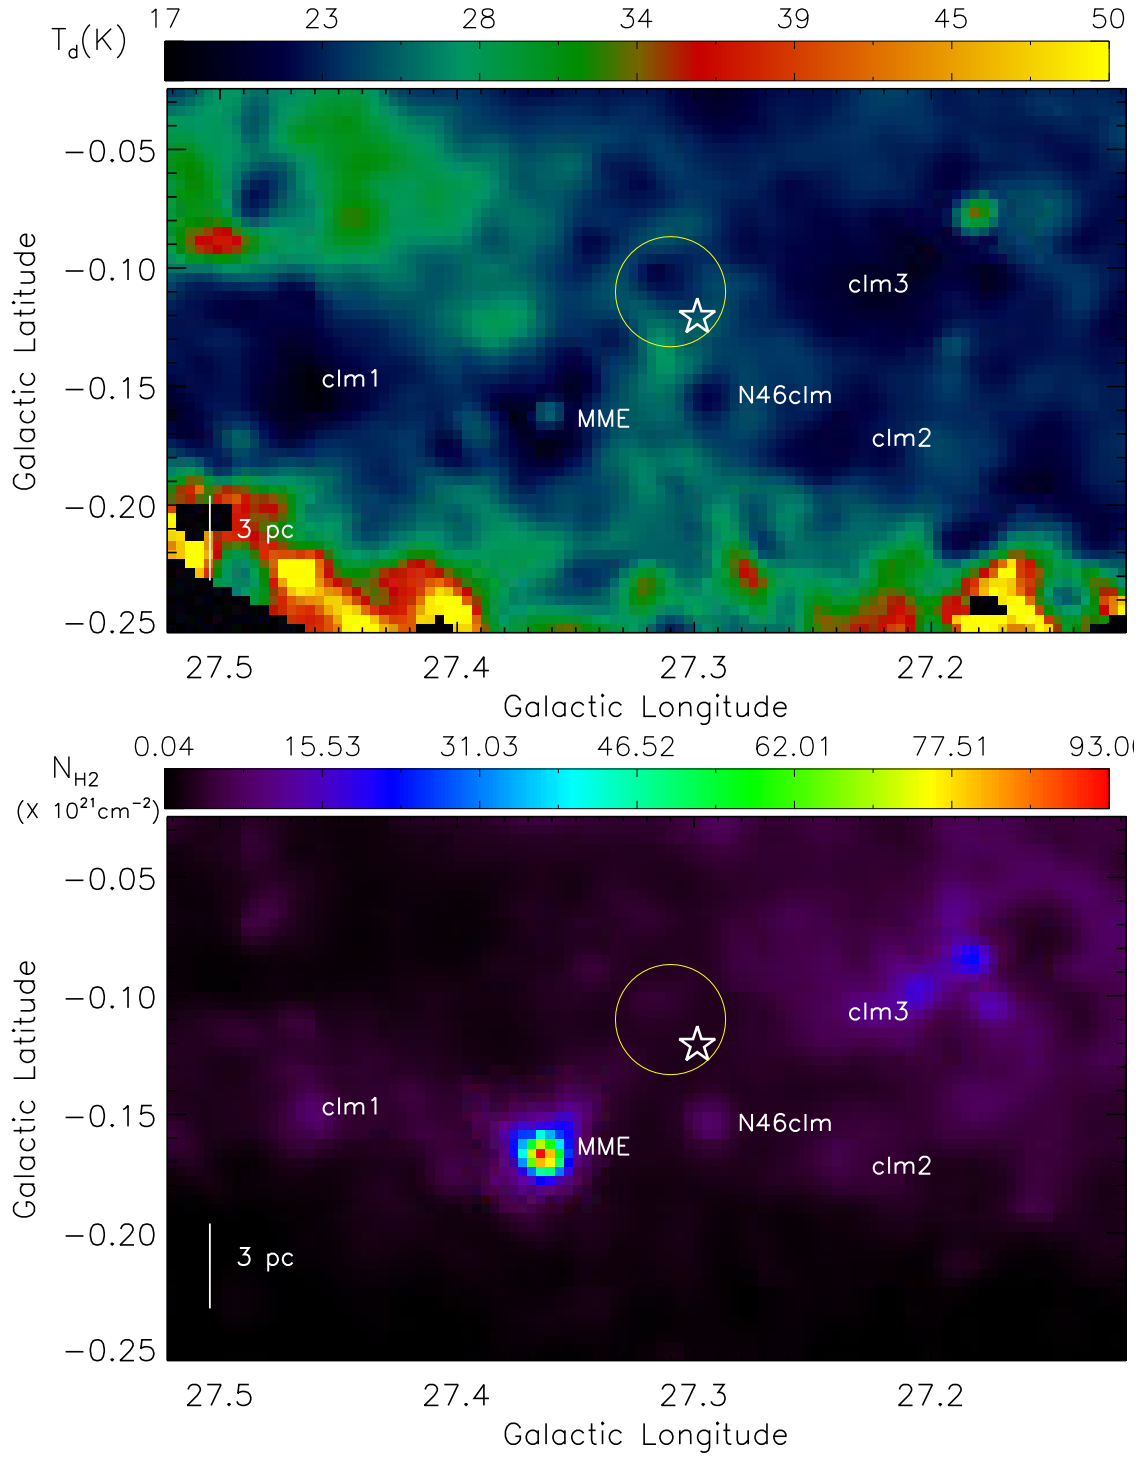 17 23 28 34 39 45 50
T_d(K)
−0.05
−0.10
−0.15
−0.20
−0.25
Galactic Latitude
clm3
clm1
N46clm
MME
clm2
3 pc
27.5 27.4 27.3 27.2
Galactic Longitude
0.04 15.53 31.03 46.52 62.01 77.51 93.0
N_H2
(X 10^21cm^−2)
−0.05
−0.10
−0.15
−0.20
−0.25
Galactic Latitude
clm3
clm1
N46clm
MME
clm2
3 pc
27.5 27.4 27.3 27.2
Galactic Longitude